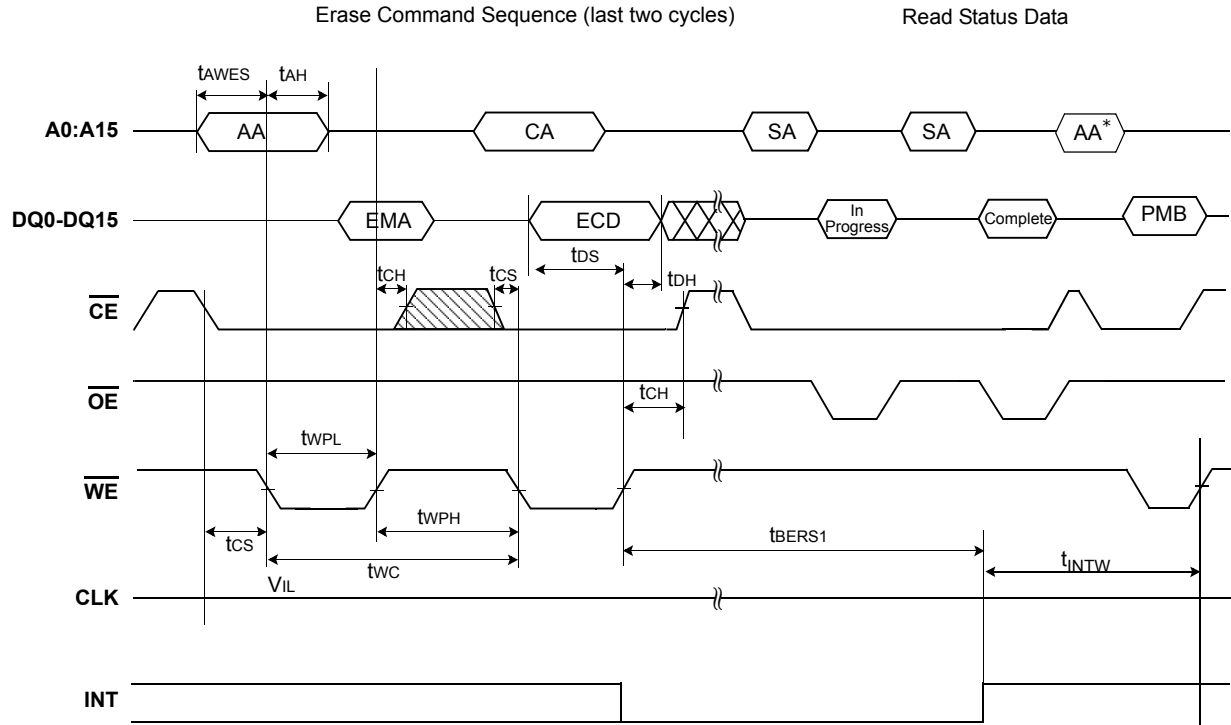 Erase Command Sequence (last two cycles) Read Status Data
tAWES tAH
A0:A15 AA CA SA SA AA*
DQ0-DQ15 EMA ECD In Progress Complete PMB
tCH tCS tDS tDH
CE
OE
tCH
tWPL
WE
tCS tWPH tBERS1
tWC tINTW
VIL
CLK
INT